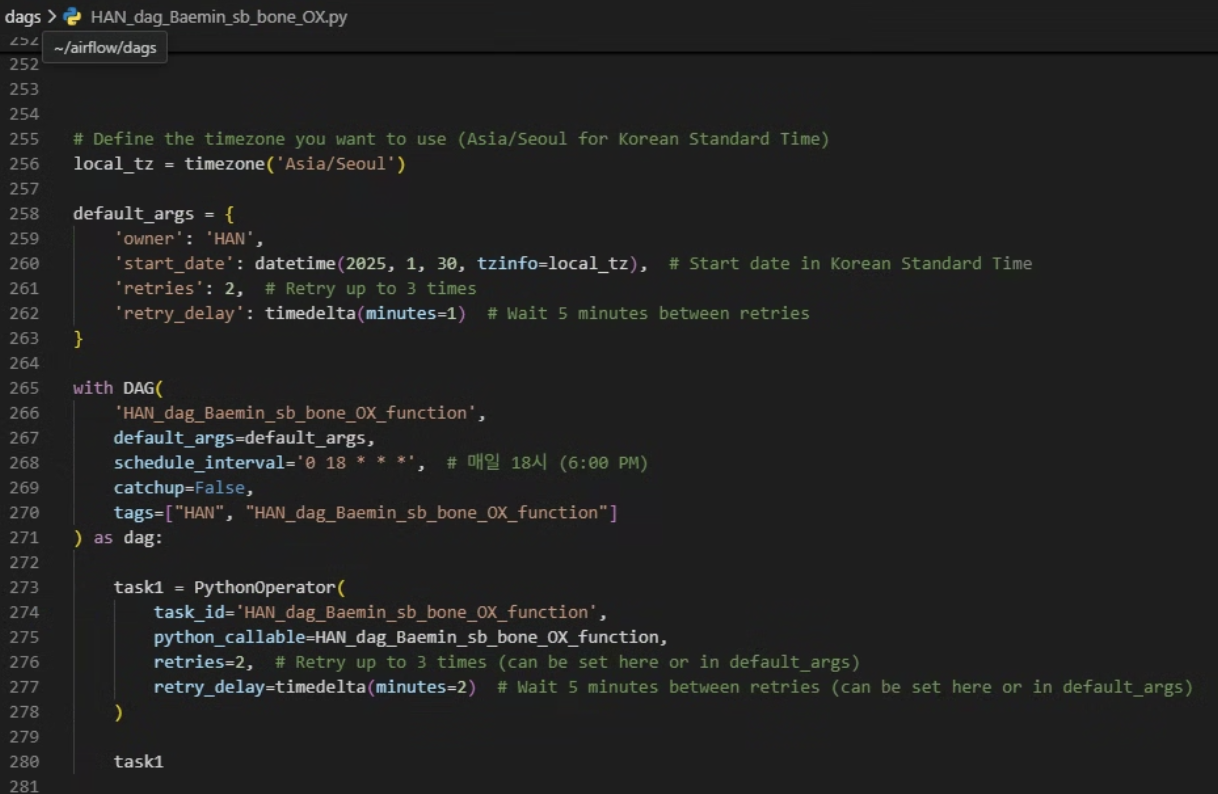 dags > HAN_dag_Baemin_sb_bone_OX.py
252
~/airflow/dags
252
253
254
255 # Define the timezone you want to use (Asia/Seoul for Korean Standard Time)
256 local_tz = timezone('Asia/Seoul')
257
258 default_args = {
259     'owner': 'HAN',
260     'start_date': datetime(2025, 1, 30, tzinfo=local_tz),  # Start date in Korean Standard Time
261     'retries': 2,  # Retry up to 3 times
262     'retry_delay': timedelta(minutes=1)  # Wait 5 minutes between retries
263 }
264
265 with DAG(
266     'HAN_dag_Baemin_sb_bone_OX_function',
267     default_args=default_args,
268     schedule_interval='0 18 * * *',  # 매일 18시 (6:00 PM)
269     catchup=False,
270     tags=["HAN", "HAN_dag_Baemin_sb_bone_OX_function"]
271 ) as dag:
272
273     task1 = PythonOperator(
274         task_id='HAN_dag_Baemin_sb_bone_OX_function',
275         python_callable=HAN_dag_Baemin_sb_bone_OX_function,
276         retries=2,  # Retry up to 3 times (can be set here or in default_args)
277         retry_delay=timedelta(minutes=2)  # Wait 5 minutes between retries (can be set here or in default_args)
278     )
279
280     task1
281